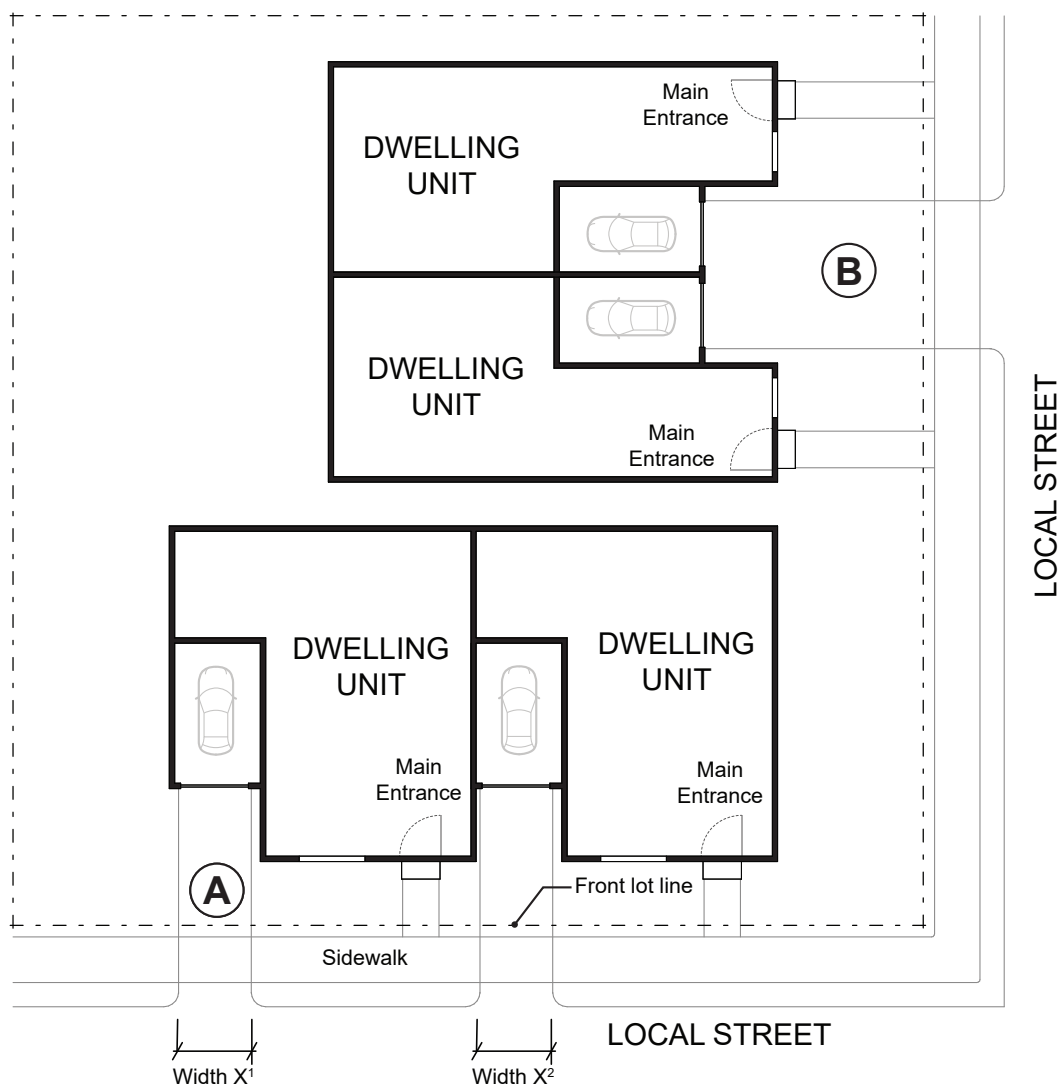 Main
Entrance
DWELLING
UNIT
B
DWELLING
UNIT
Main
Entrance
LOCAL STREET
DWELLING
UNIT
DWELLING
UNIT
Main
Entrance
Main
Entrance
A
Front lot line
Sidewalk
LOCAL STREET
Width X¹
Width X²